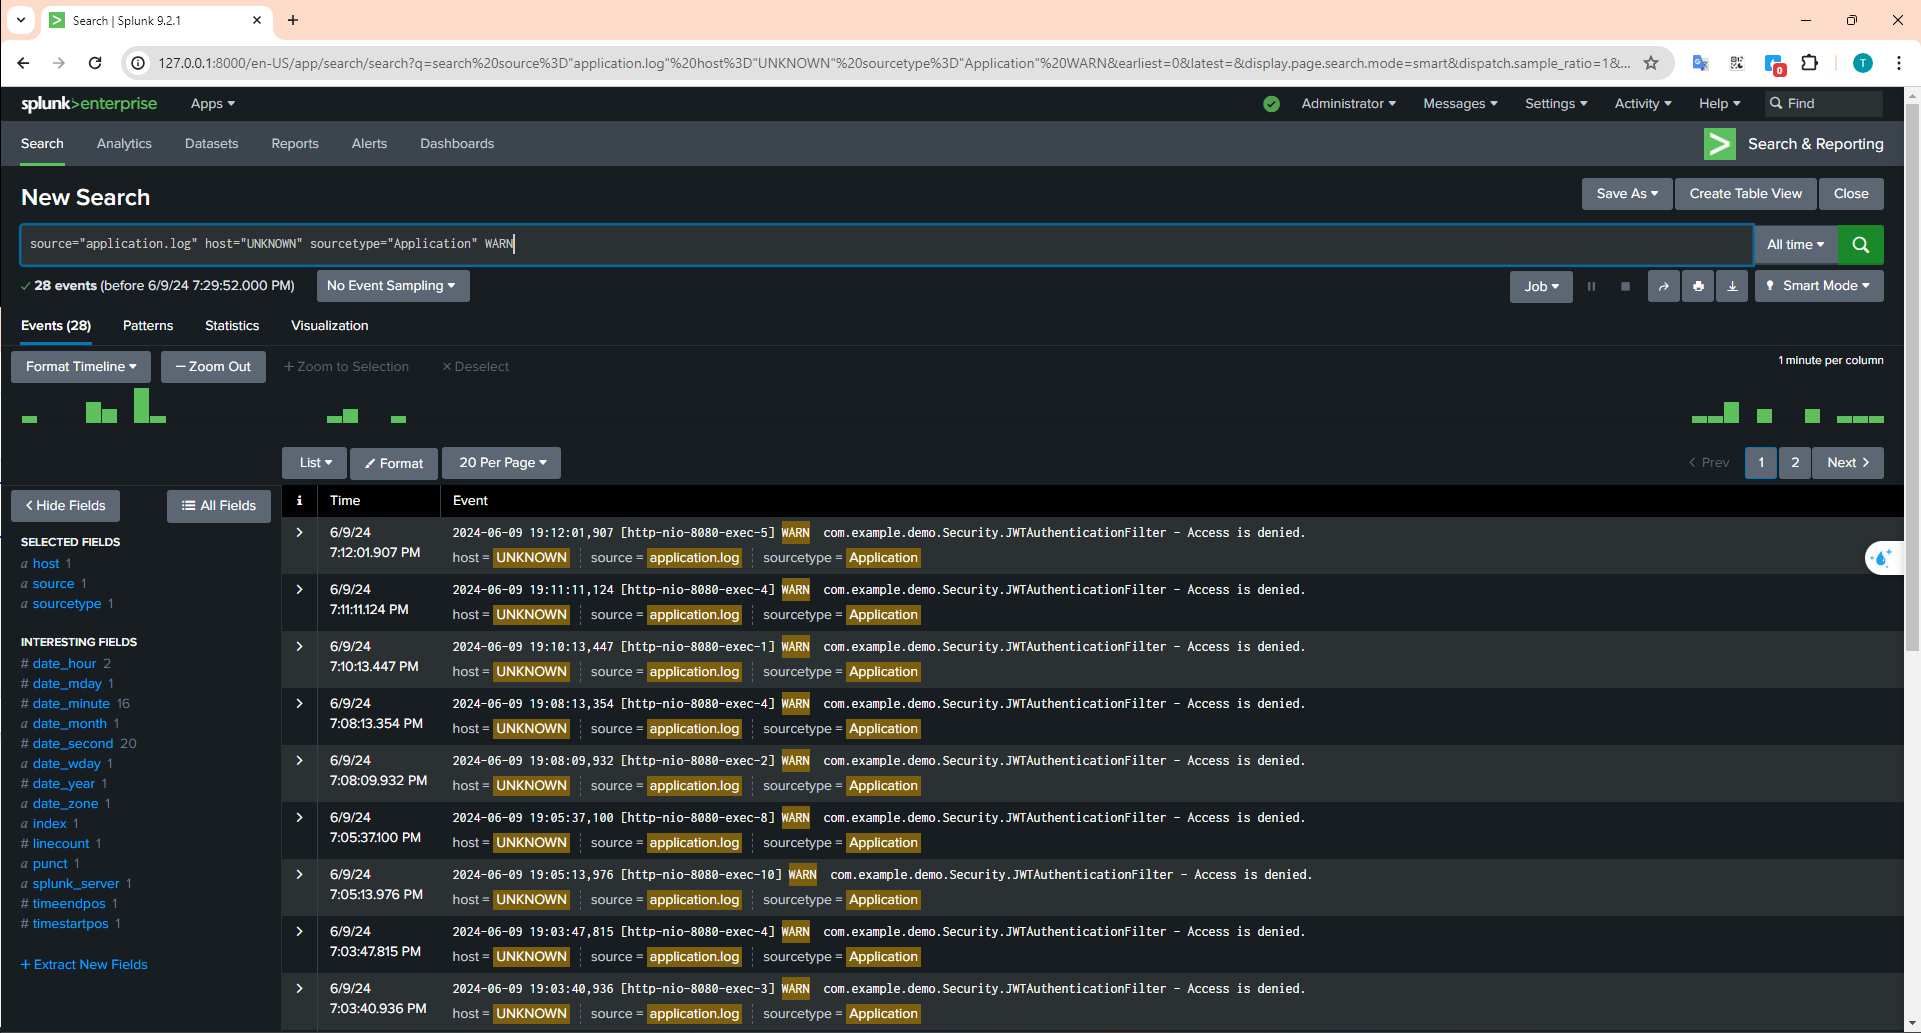 Search | Splunk 9.2.1
127.0.0.1:8000/en-US/app/search/search?q=search%20source%3D"application.log"%20host%3D"UNKNOWN"%20sourcetype%3D"Application"%20WARN&earliest=0&latest=&display.page.search.mode=smart&dispatch.sample_ratio=1&...
0
T
splunk>enterprise Apps Administrator Messages Settings Activity Help Find
Search Analytics Datasets Reports Alerts Dashboards Search & Reporting
New Search Save As Create Table View Close
source="application.log" host="UNKNOWN" sourcetype="Application" WARN All time
28 events (before 6/9/24 7:29:52.000 PM) No Event Sampling Job Smart Mode
Events (28) Patterns Statistics Visualization
Format Timeline − Zoom Out + Zoom to Selection × Deselect 1 minute per column
List Format 20 Per Page < Prev 1 2 Next >
< Hide Fields All Fields
i Time Event
SELECTED FIELDS
a host 1
a source 1
a sourcetype 1
INTERESTING FIELDS
# date_hour 2
# date_mday 1
# date_minute 16
a date_month 1
# date_second 20
a date_wday 1
# date_year 1
a date_zone 1
a index 1
# linecount 1
a punct 1
a splunk_server 1
# timeendpos 1
# timestartpos 1
+ Extract New Fields
6/9/24 2024-06-09 19:12:01,907 [http-nio-8080-exec-5] WARN com.example.demo.Security.JWTAuthenticationFilter - Access is denied.
7:12:01.907 PM host = UNKNOWN source = application.log sourcetype = Application
6/9/24 2024-06-09 19:11:11,124 [http-nio-8080-exec-4] WARN com.example.demo.Security.JWTAuthenticationFilter - Access is denied.
7:11:11.124 PM host = UNKNOWN source = application.log sourcetype = Application
6/9/24 2024-06-09 19:10:13,447 [http-nio-8080-exec-1] WARN com.example.demo.Security.JWTAuthenticationFilter - Access is denied.
7:10:13.447 PM host = UNKNOWN source = application.log sourcetype = Application
6/9/24 2024-06-09 19:08:13,354 [http-nio-8080-exec-4] WARN com.example.demo.Security.JWTAuthenticationFilter - Access is denied.
7:08:13.354 PM host = UNKNOWN source = application.log sourcetype = Application
6/9/24 2024-06-09 19:08:09,932 [http-nio-8080-exec-2] WARN com.example.demo.Security.JWTAuthenticationFilter - Access is denied.
7:08:09.932 PM host = UNKNOWN source = application.log sourcetype = Application
6/9/24 2024-06-09 19:05:37,100 [http-nio-8080-exec-8] WARN com.example.demo.Security.JWTAuthenticationFilter - Access is denied.
7:05:37.100 PM host = UNKNOWN source = application.log sourcetype = Application
6/9/24 2024-06-09 19:05:13,976 [http-nio-8080-exec-10] WARN com.example.demo.Security.JWTAuthenticationFilter - Access is denied.
7:05:13.976 PM host = UNKNOWN source = application.log sourcetype = Application
6/9/24 2024-06-09 19:03:47,815 [http-nio-8080-exec-4] WARN com.example.demo.Security.JWTAuthenticationFilter - Access is denied.
7:03:47.815 PM host = UNKNOWN source = application.log sourcetype = Application
6/9/24 2024-06-09 19:03:40,936 [http-nio-8080-exec-3] WARN com.example.demo.Security.JWTAuthenticationFilter - Access is denied.
7:03:40.936 PM host = UNKNOWN source = application.log sourcetype = Application